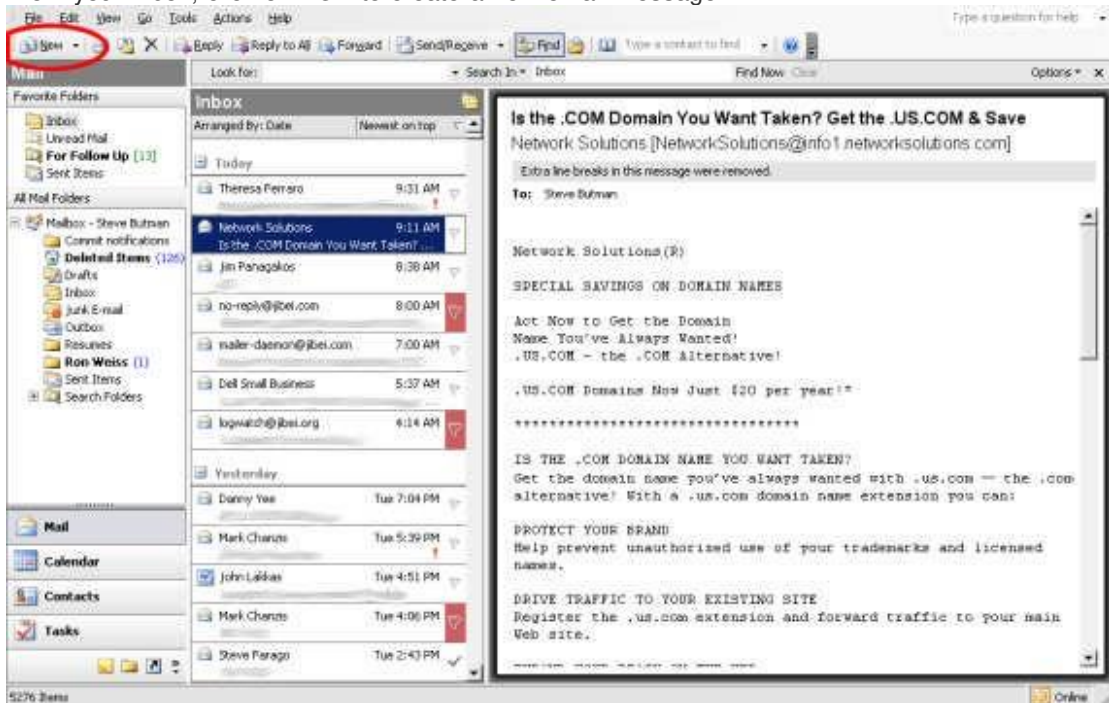 File Edit View Go Tools Actions Help
Type a question for help
New Reply Reply to All Forward Send/Receive Find Type a contact to find
Mail
Look for: Search In Inbox Find Now Clear Options
Favorite Folders
Inbox
Unread Mail
For Follow Up [13]
Sent Items
All Mail Folders
Mailbox - Steve Butman
Commit notifications
Deleted Items (126)
Drafts
Inbox
Junk E-mail
Outbox
Resumes
Ron Weiss (1)
Sent Items
Search Folders
Mail
Calendar
Contacts
Tasks
Inbox
Arranged By: Date Newest on top
Today
Theresa Ferraro 9:31 AM
Network Solutions 9:11 AM
Is the .COM Domain You Want Taken? ...
Jim Panagakos 8:38 AM
no-reply@jibei.com 8:00 AM
mailer-daemon@jibei.com 7:00 AM
Dell Small Business 5:37 AM
logwatch@jibei.org 4:14 AM
Yesterday
Danny Yee Tue 7:04 PM
Mark Chanzis Tue 5:39 PM
John Lakkas Tue 4:51 PM
Mark Chanzis Tue 4:06 PM
Steve Parago Tue 2:43 PM
Is the .COM Domain You Want Taken? Get the .US.COM & Save
Network Solutions [NetworkSolutions@info1.networksolutions.com]
Extra line breaks in this message were removed.
To: Steve Butman
Network Solutions(R)
SPECIAL SAVINGS ON DOMAIN NAMES
Act Now to Get the Domain
Name You've Always Wanted!
.US.COM - the .COM Alternative!
.US.COM Domains Now Just $20 per year!*
**********************************
IS THE .COM DOMAIN NAME YOU WANT TAKEN?
Get the domain name you've always wanted with .us.com — the .com
alternative! With a .us.com domain name extension you can:
PROTECT YOUR BRAND
Help prevent unauthorized use of your trademarks and licensed
names.
DRIVE TRAFFIC TO YOUR EXISTING SITE
Register the .us.com extension and forward traffic to your main
Web site.
5276 Items
Online